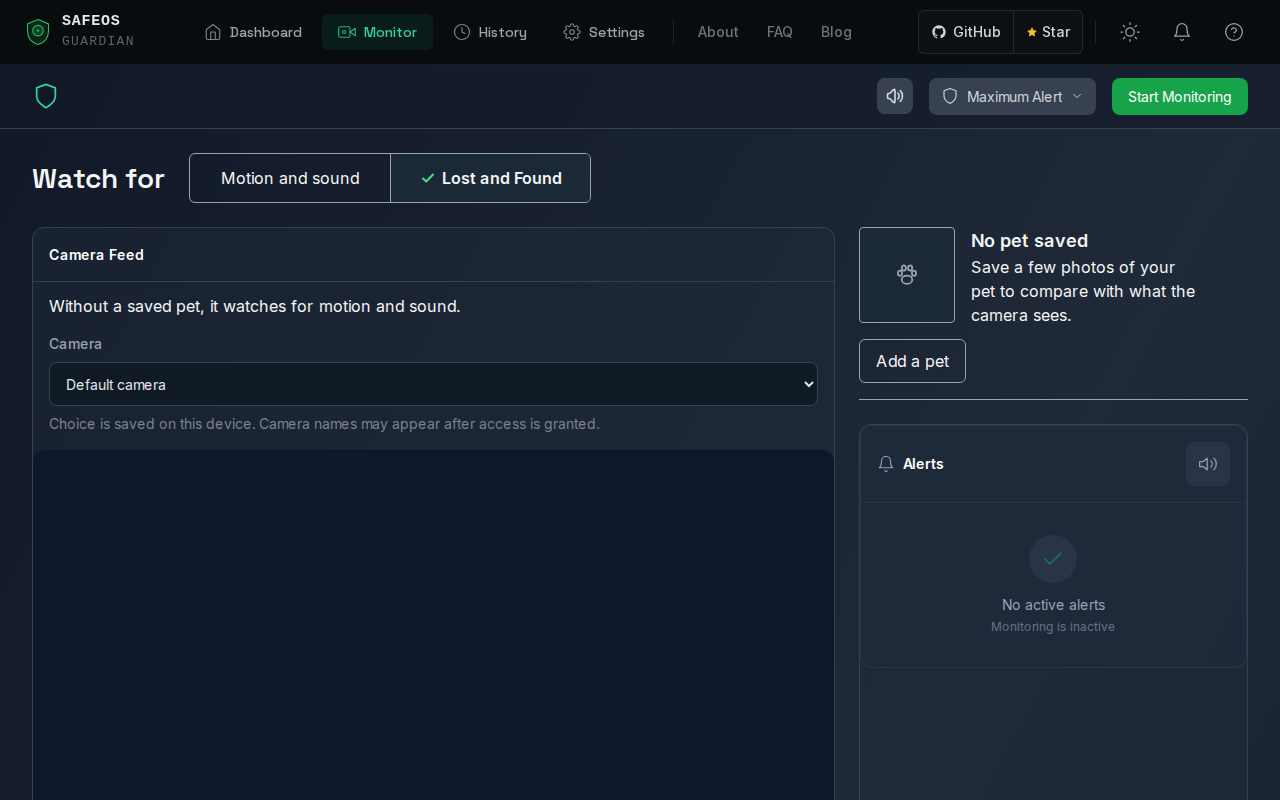 SAFEOS
GUARDIAN
Dashboard
Monitor
History
Settings
About
FAQ
Blog
GitHub
Star
Maximum Alert
Start Monitoring
Watch for
Motion and sound
Lost and Found
Camera Feed
Without a saved pet, it watches for motion and sound.
Camera
Default camera
Choice is saved on this device. Camera names may appear after access is granted.
No pet saved
Save a few photos of your
pet to compare with what the
camera sees.
Add a pet
Alerts
No active alerts
Monitoring is inactive